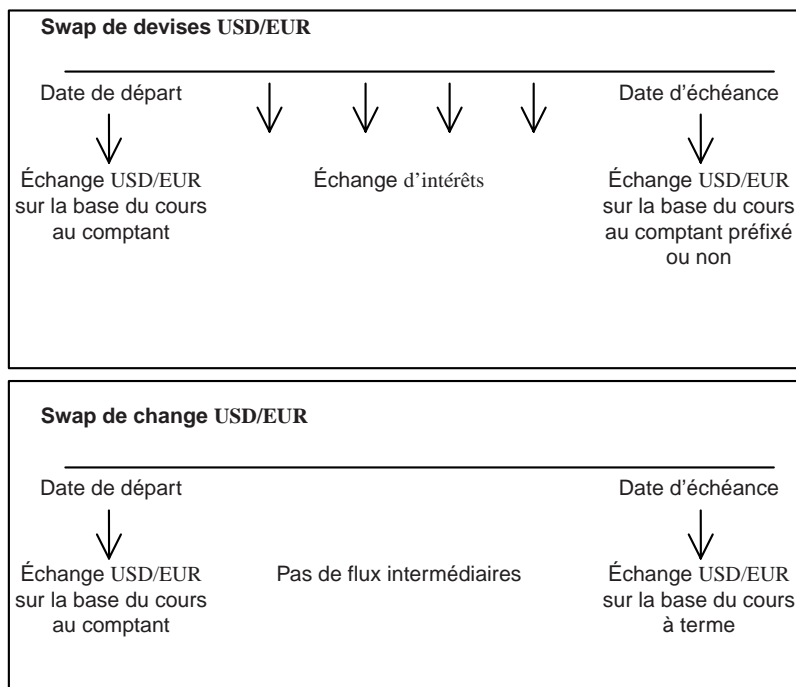 Swap de devises USD/EUR
Date de départ
Date d'échéance
Échange USD/EUR
sur la base du cours
au comptant
Échange d'intérêts
Échange USD/EUR
sur la base du cours
au comptant préfixé
ou non
Swap de change USD/EUR
Date de départ
Date d'échéance
Échange USD/EUR
sur la base du cours
au comptant
Pas de flux intermédiaires
Échange USD/EUR
sur la base du cours
à terme